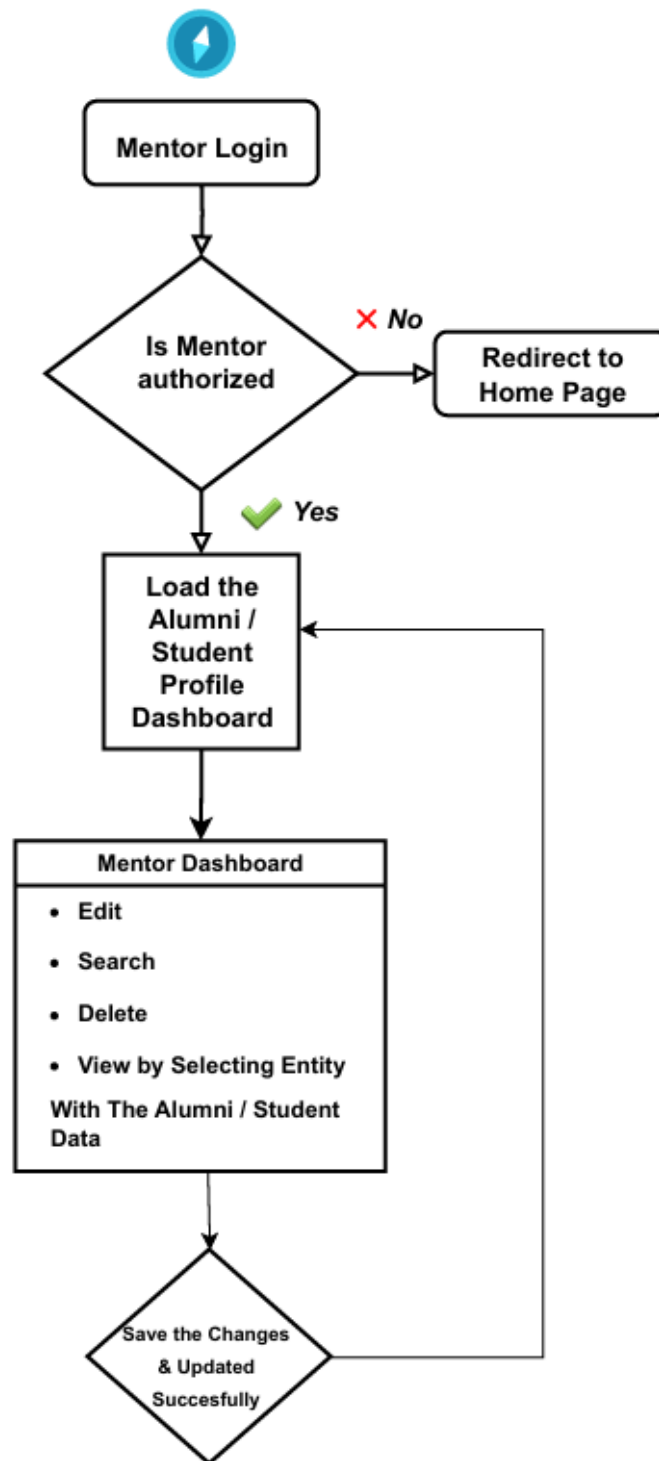 Mentor Login
Is Mentor
authorized
No
Redirect to
Home Page
Yes
Load the
Alumni /
Student
Profile
Dashboard
Mentor Dashboard
• Edit
• Search
• Delete
• View by Selecting Entity
With The Alumni / Student
Data
Save the Changes
& Updated
Succesfully